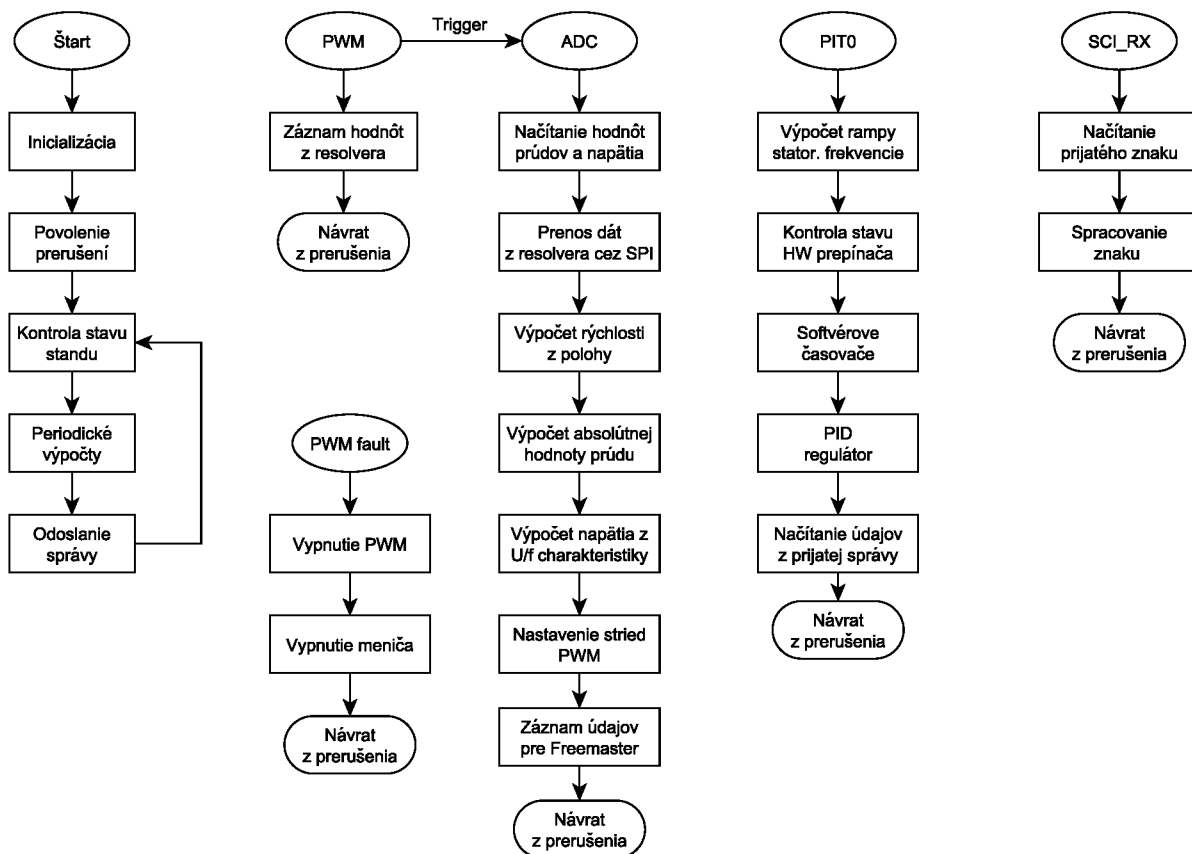 Štart
Inicializácia
Povolenie
prerušení
Kontrola stavu
standu
Periodické
výpočty
Odoslanie
správy
PWM
Trigger
Záznam hodnôt
z resolvera
Návrat
z prerušenia
PWM fault
Vypnutie PWM
Vypnutie meniča
Návrat
z prerušenia
ADC
Načítanie hodnôt
prúdov a napätia
Prenos dát
z resolvera cez SPI
Výpočet rýchlosti
z polohy
Výpočet absolútnej
hodnoty prúdu
Výpočet napätia z
U/f charakteristiky
Nastavenie stried
PWM
Záznam údajov
pre Freemaster
Návrat
z prerušenia
PIT0
Výpočet rampy
stator. frekvencie
Kontrola stavu
HW prepínača
Softvérove
časovače
PID
regulátor
Načítanie údajov
z prijatej správy
Návrat
z prerušenia
SCI_RX
Načítanie
prijatého znaku
Spracovanie
znaku
Návrat
z prerušenia